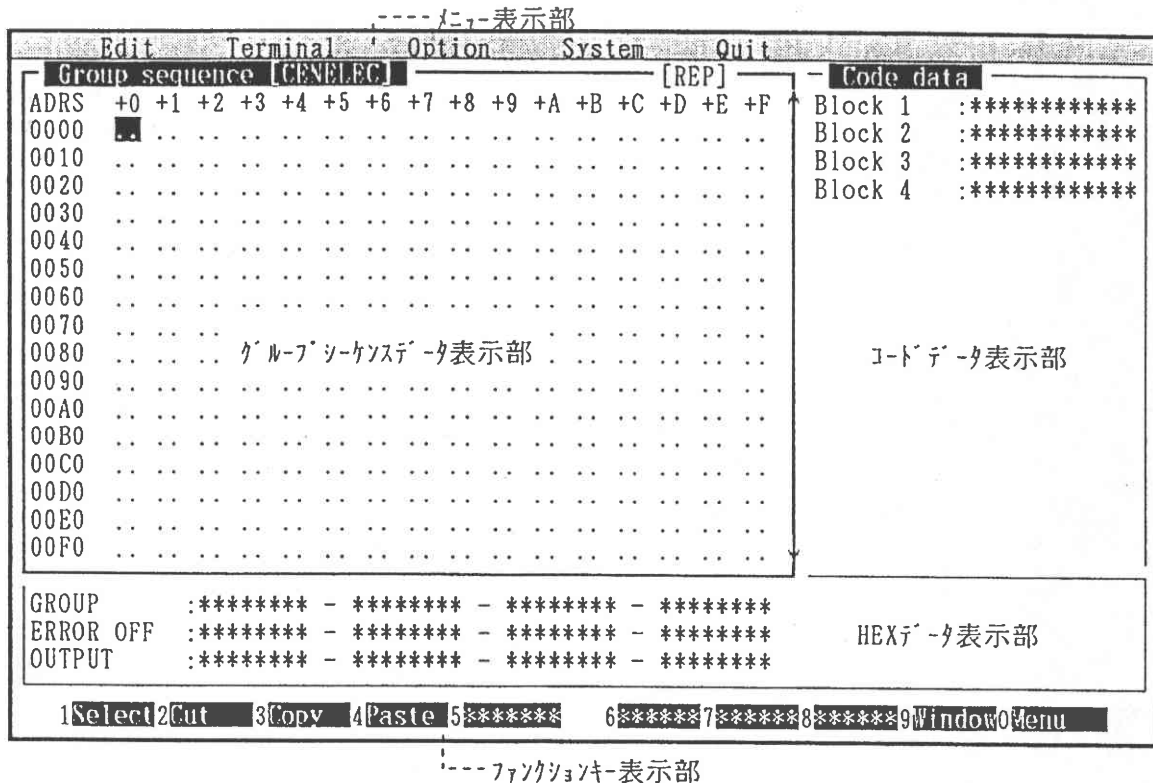 ﾒﾆｭｰ表示部
Edit Terminal Option System Quit
Group sequence [CENELEC] [REP] Code data
ADRS +0 +1 +2 +3 +4 +5 +6 +7 +8 +9 +A +B +C +D +E +F
Block 1 :************
0000 .. .. .. .. .. .. .. .. .. .. .. .. .. .. .. ..
Block 2 :************
0010 .. .. .. .. .. .. .. .. .. .. .. .. .. .. .. ..
Block 3 :************
0020 .. .. .. .. .. .. .. .. .. .. .. .. .. .. .. ..
Block 4 :************
0030 .. .. .. .. .. .. .. .. .. .. .. .. .. .. .. ..
0040 .. .. .. .. .. .. .. .. .. .. .. .. .. .. .. ..
0050 .. .. .. .. .. .. .. .. .. .. .. .. .. .. .. ..
0060 .. .. .. .. .. .. .. .. .. .. .. .. .. .. .. ..
0070 .. .. .. .. .. .. .. ..
0080 .. .. .. ｸﾞﾙｰﾌﾟｼｰｹﾝｽﾃﾞｰﾀ表示部 .. .. .. .. .. ｺｰﾄﾞﾃﾞｰﾀ表示部
0090 .. .. .. .. .. .. .. .. .. .. .. .. .. .. .. ..
00A0 .. .. .. .. .. .. .. .. .. .. .. .. .. .. .. ..
00B0 .. .. .. .. .. .. .. .. .. .. .. .. .. .. .. ..
00C0 .. .. .. .. .. .. .. .. .. .. .. .. .. .. .. ..
00D0 .. .. .. .. .. .. .. .. .. .. .. .. .. .. .. ..
00E0 .. .. .. .. .. .. .. .. .. .. .. .. .. .. .. ..
00F0 .. .. .. .. .. .. .. .. .. .. .. .. .. .. .. ..
GROUP :******** - ******** - ******** - ********
ERROR OFF :******** - ******** - ******** - ******** HEXﾃﾞｰﾀ表示部
OUTPUT :******** - ******** - ******** - ********
1Select 2Cut 3Copy 4Paste 5******* 6****** 7****** 8****** 9Window 0Menu
ﾌｧﾝｸｼｮﾝｷｰ表示部